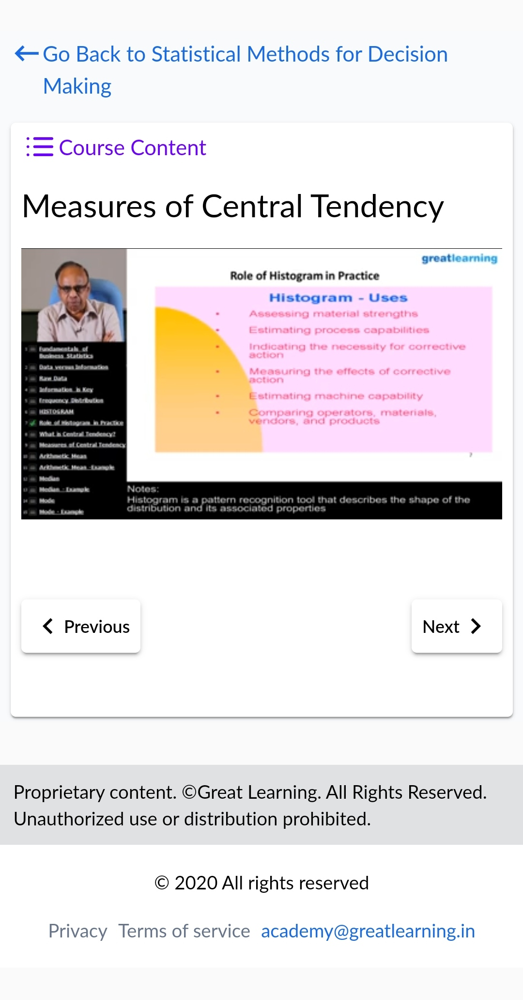 Go Back to Statistical Methods for Decision
Making
Course Content
Measures of Central Tendency
greatlearning
Role of Histogram in Practice
Histogram - Uses
• Assessing material strengths
• Estimating process capabilities
• Indicating the necessity for corrective
action
• Measuring the effects of corrective
action
• Estimating machine capability
• Comparing operators, materials,
vendors, and products
7
Fundamentals of
Business Statistics
Data versus Information
Raw Data
Information is Key
Frequency Distribution
HISTOGRAM
Role of Histogram in Practice
What is Central Tendency?
Measures of Central Tendency
Arithmetic Mean
Arithmetic Mean -Example
Median
Median - Example
Mode
Mode - Example
Notes:
Histogram is a pattern recognition tool that describes the shape of the
distribution and its associated properties
Previous
Next
Proprietary content. ©Great Learning. All Rights Reserved.
Unauthorized use or distribution prohibited.
© 2020 All rights reserved
Privacy Terms of service academy@greatlearning.in